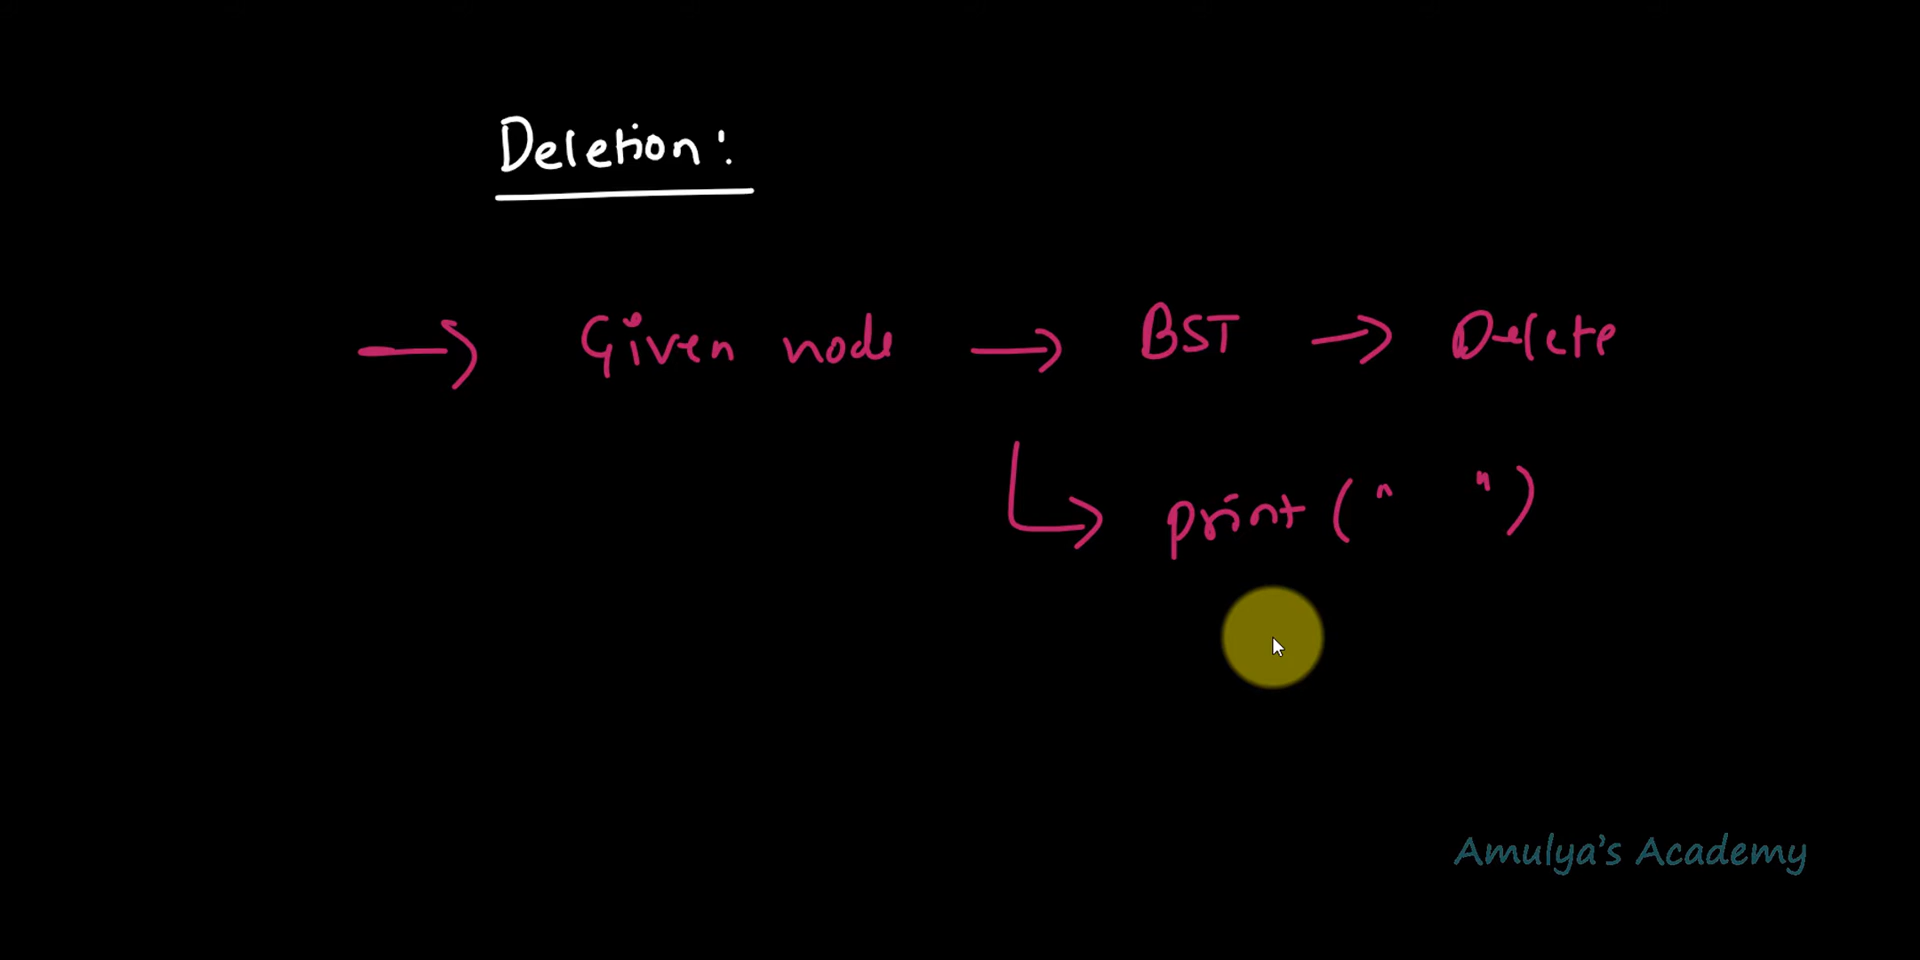 Deletion:
→ Given node → BST → Delete
↳ print (" ")
Amulya's Academy